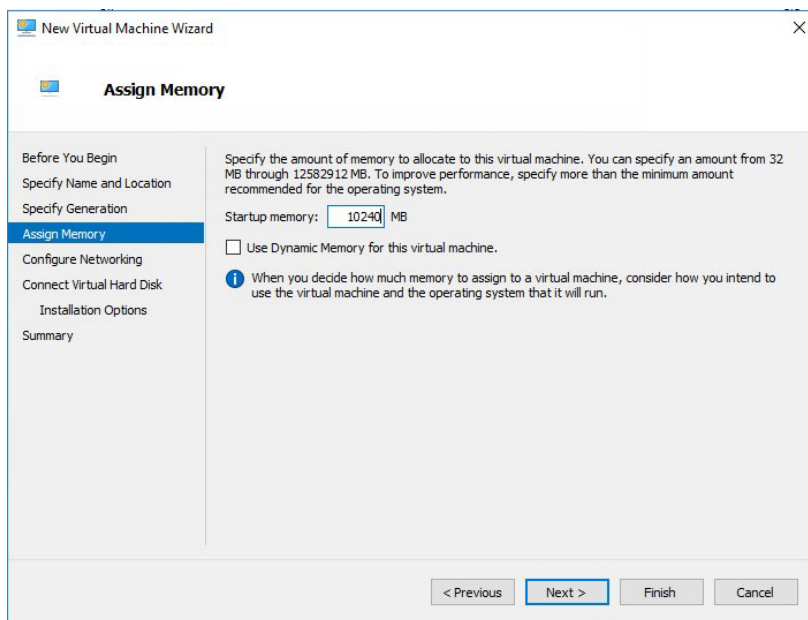 New Virtual Machine Wizard
Assign Memory
Before You Begin
Specify Name and Location
Specify Generation
Assign Memory
Configure Networking
Connect Virtual Hard Disk
Installation Options
Summary
Specify the amount of memory to allocate to this virtual machine. You can specify an amount from 32
MB through 12582912 MB. To improve performance, specify more than the minimum amount
recommended for the operating system.
Startup memory: 10240 MB
Use Dynamic Memory for this virtual machine.
When you decide how much memory to assign to a virtual machine, consider how you intend to
use the virtual machine and the operating system that it will run.
< Previous Next > Finish Cancel